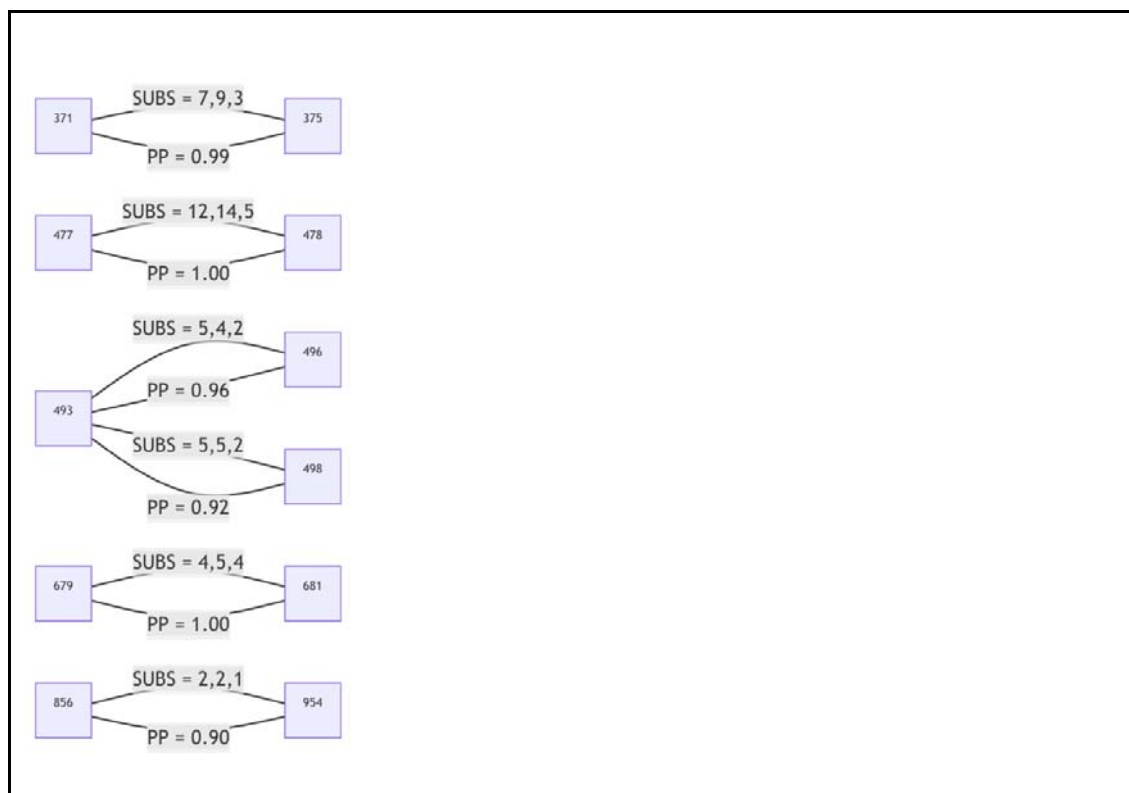 SUBS = 7,9,3
371
375
PP = 0.99
SUBS = 12,14,5
477
478
PP = 1.00
SUBS = 5,4,2
496
PP = 0.96
493
SUBS = 5,5,2
498
PP = 0.92
SUBS = 4,5,4
679
681
PP = 1.00
SUBS = 2,2,1
856
954
PP = 0.90